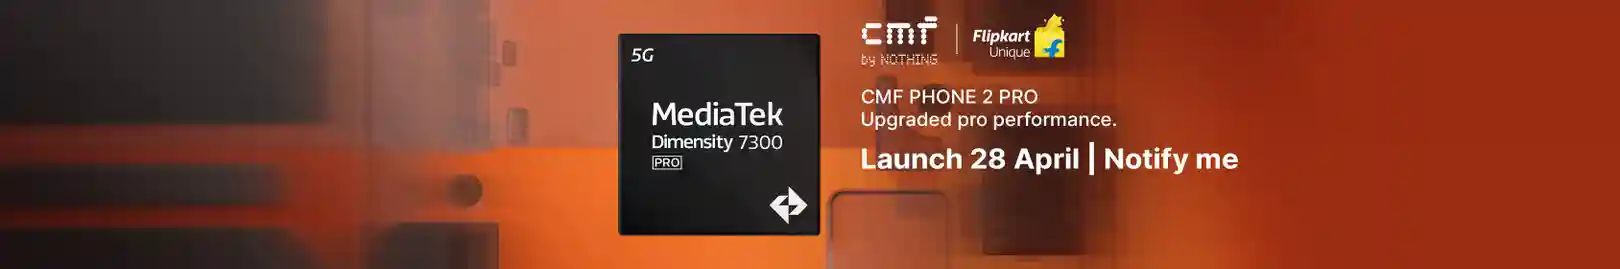 5G
MediaTek
Dimensity 7300
PRO
cmf
by NOTHING
Flipkart
Unique
CMF PHONE 2 PRO
Upgraded pro performance.
Launch 28 April | Notify me